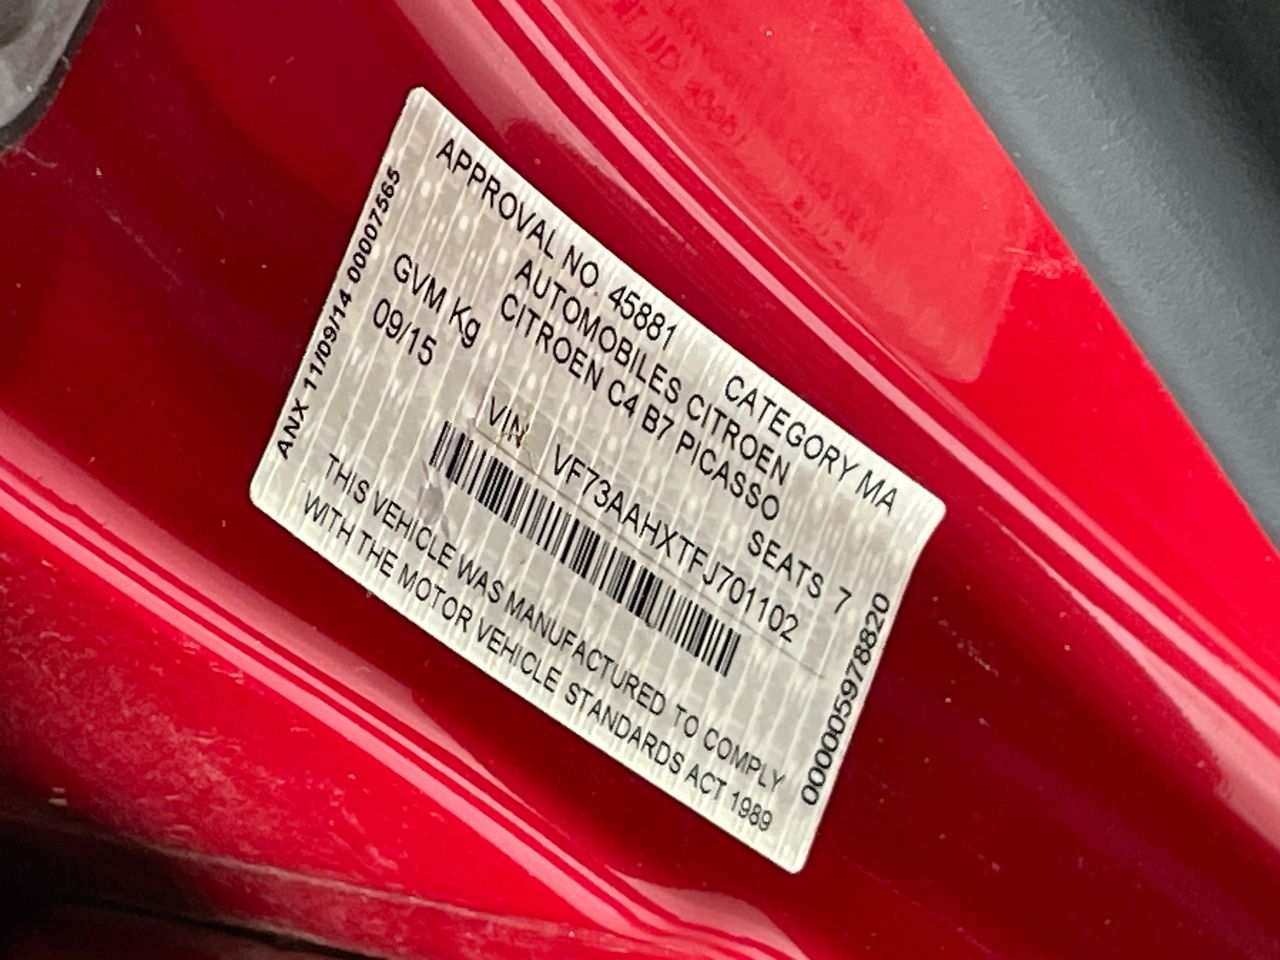 APPROVAL NO. 45881 CATEGORY MA
AUTOMOBILES CITROEN
CITROEN C4 B7 PICASSO
GVM Kg SEATS 7
09/15
VIN VF73AAHXTFJ701102
THIS VEHICLE WAS MANUFACTURED TO COMPLY
WITH THE MOTOR VEHICLE STANDARDS ACT 1989
ANX 11/09/14 00007565
000005978820